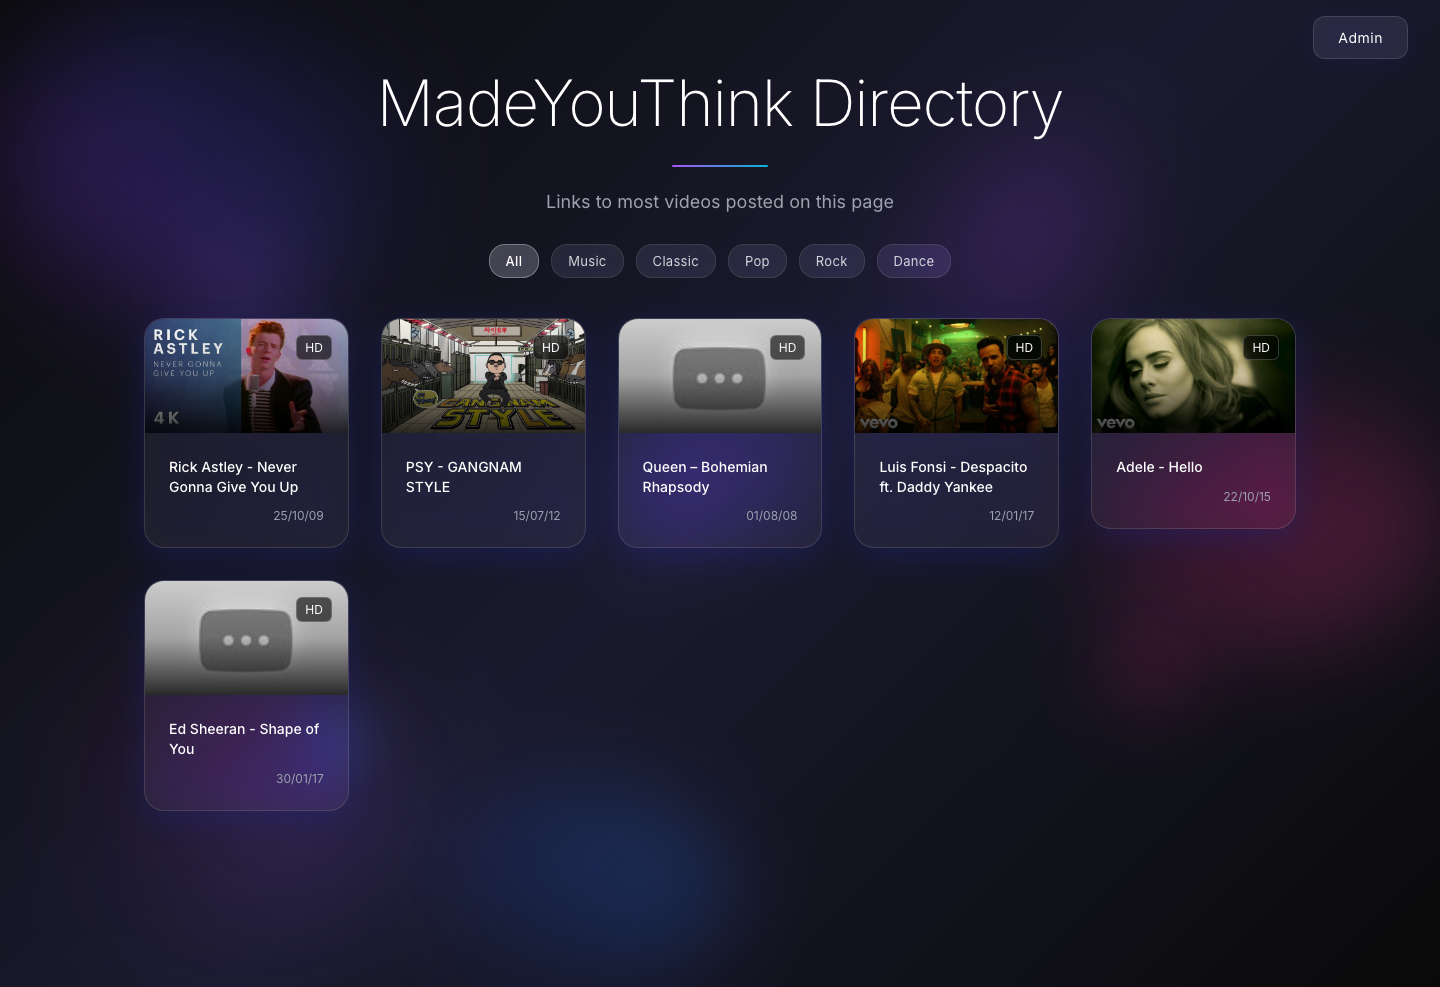 Admin
MadeYouThink Directory
Links to most videos posted on this page
All
Music
Classic
Pop
Rock
Dance
RICK
ASTLEY
NEVER GONNA
GIVE YOU UP
4K
HD
HD
GANGNAM
STYLE
HD
HD
vevo
HD
vevo
Rick Astley - Never
Gonna Give You Up
25/10/09
PSY - GANGNAM
STYLE
15/07/12
Queen – Bohemian
Rhapsody
01/08/08
Luis Fonsi - Despacito
ft. Daddy Yankee
12/01/17
Adele - Hello
22/10/15
HD
Ed Sheeran - Shape of
You
30/01/17